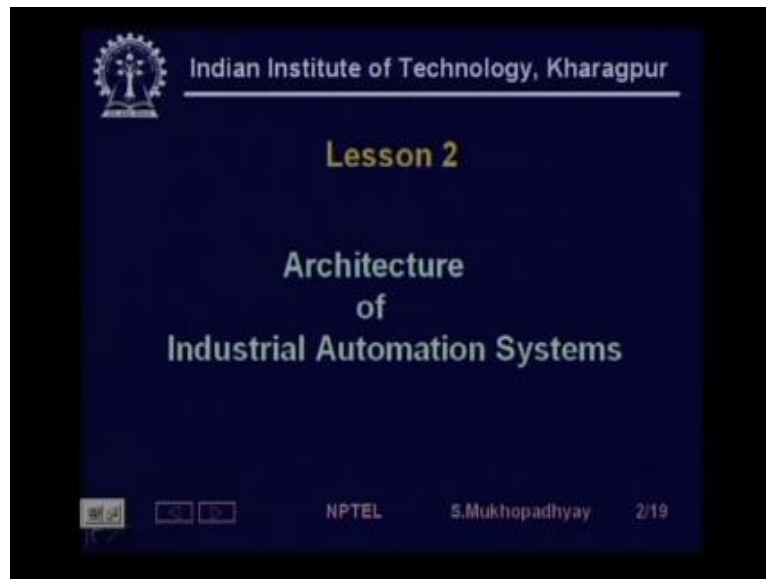 Indian Institute of Technology, Kharagpur
Lesson 2
Architecture
of
Industrial Automation Systems
NPTEL S.Mukhopadhyay 2/19